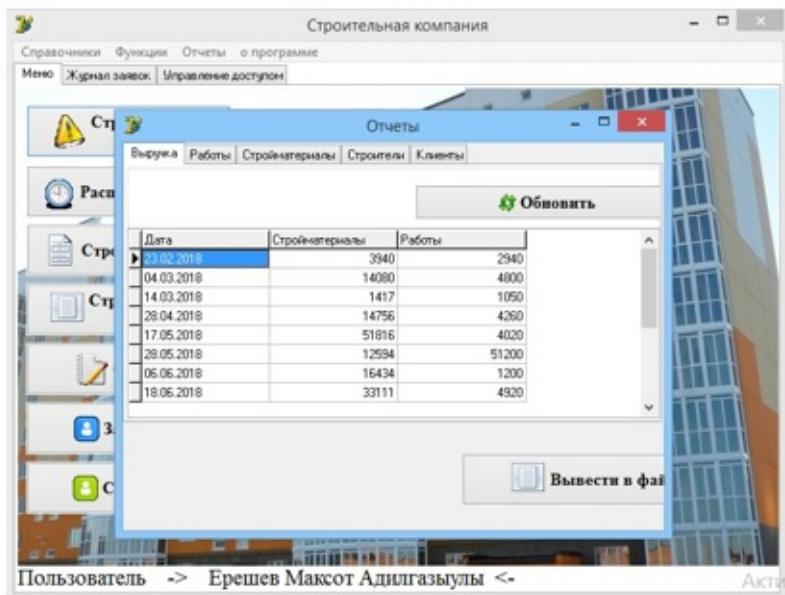 Строительная компания
Справочники Функции Отчеты о программе
Меню Журнал заявок Управление доступом
Отчеты
Выручка Работы Стройматериалы Строители Клиенты
Обновить
Дата Стройматериалы Работы
23.02.2018 3940 2940
04.03.2018 14080 4800
14.03.2018 1417 1050
28.04.2018 14756 4260
17.05.2018 51816 4020
28.05.2018 12594 51200
06.06.2018 16434 1200
18.06.2018 33111 4920
Вывести в фай
Пользователь -> Ерешев Максот Адилгазыулы <-